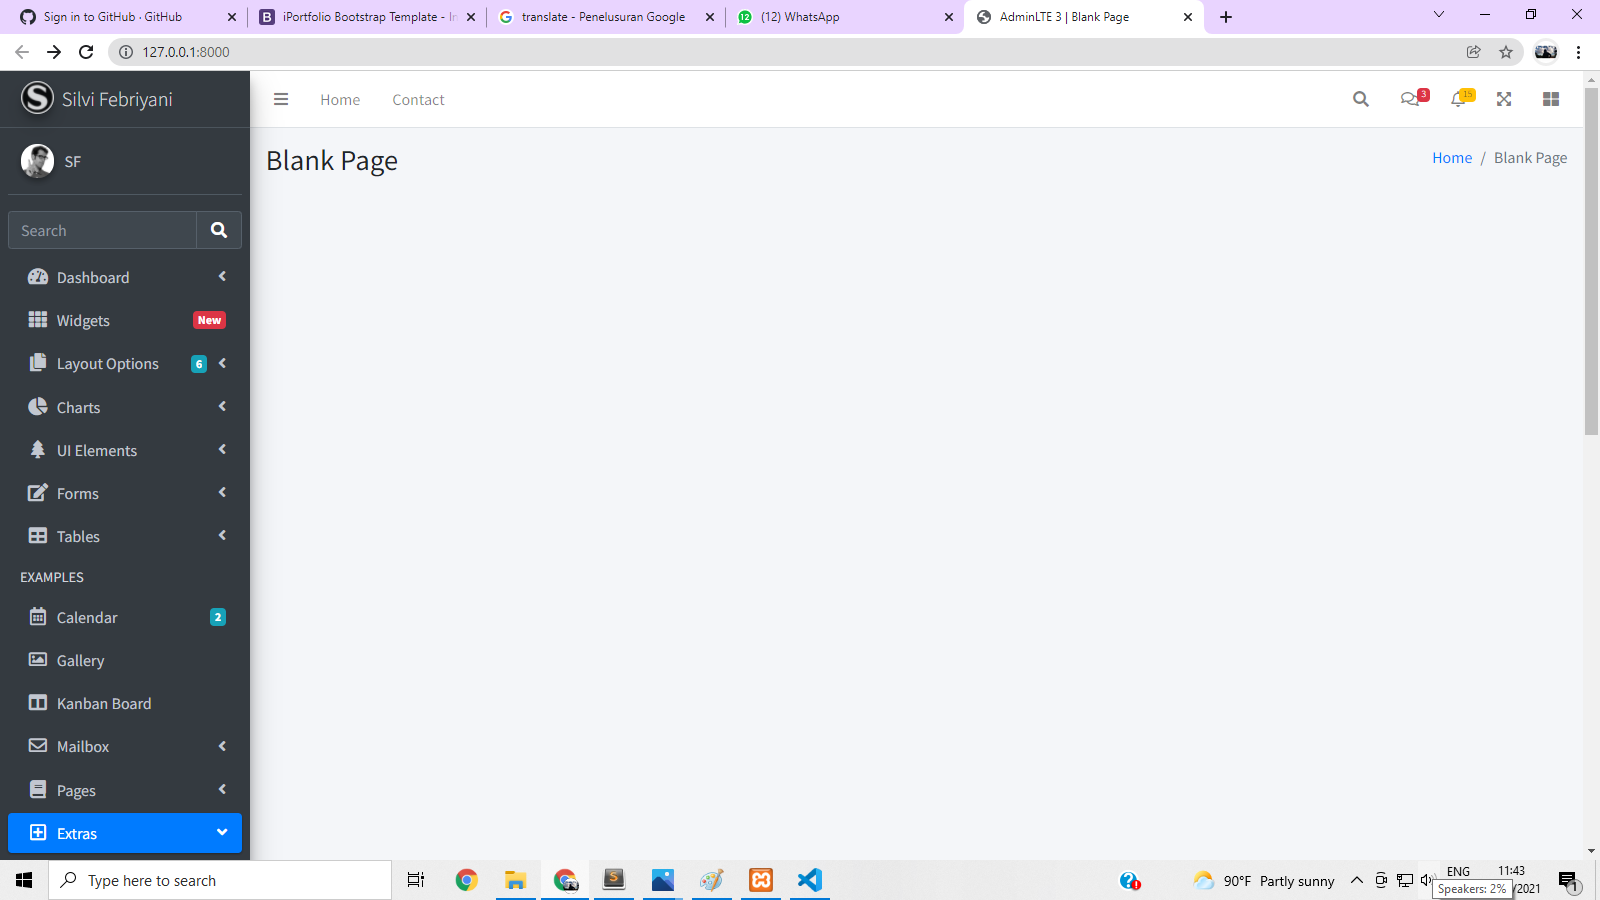 Sign in to GitHub · GitHub
iPortfolio Bootstrap Template - In
translate - Penelusuran Google
(12) WhatsApp
AdminLTE 3 | Blank Page
127.0.0.1:8000
S Silvi Febriyani
Home Contact
3 15
SF
Blank Page
Home / Blank Page
Search
Dashboard
Widgets New
Layout Options 6
Charts
UI Elements
Forms
Tables
EXAMPLES
Calendar 2
Gallery
Kanban Board
Mailbox
Pages
Extras
Type here to search
90°F Partly sunny
ENG
11:43
/2021
1
Speakers: 2%